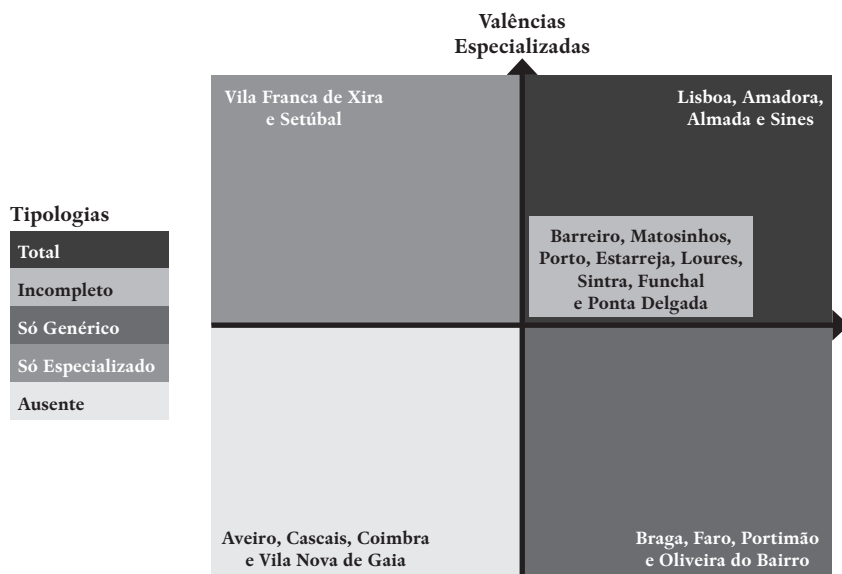 Valências
Especializadas
Vila Franca de Xira
e Setúbal
Lisboa, Amadora,
Almada e Sines
Tipologias
Total
Incompleto
Só Genérico
Só Especializado
Ausente
Barreiro, Matosinhos,
Porto, Estarreja, Loures,
Sintra, Funchal
e Ponta Delgada
Aveiro, Cascais, Coimbra
e Vila Nova de Gaia
Braga, Faro, Portimão
e Oliveira do Bairro